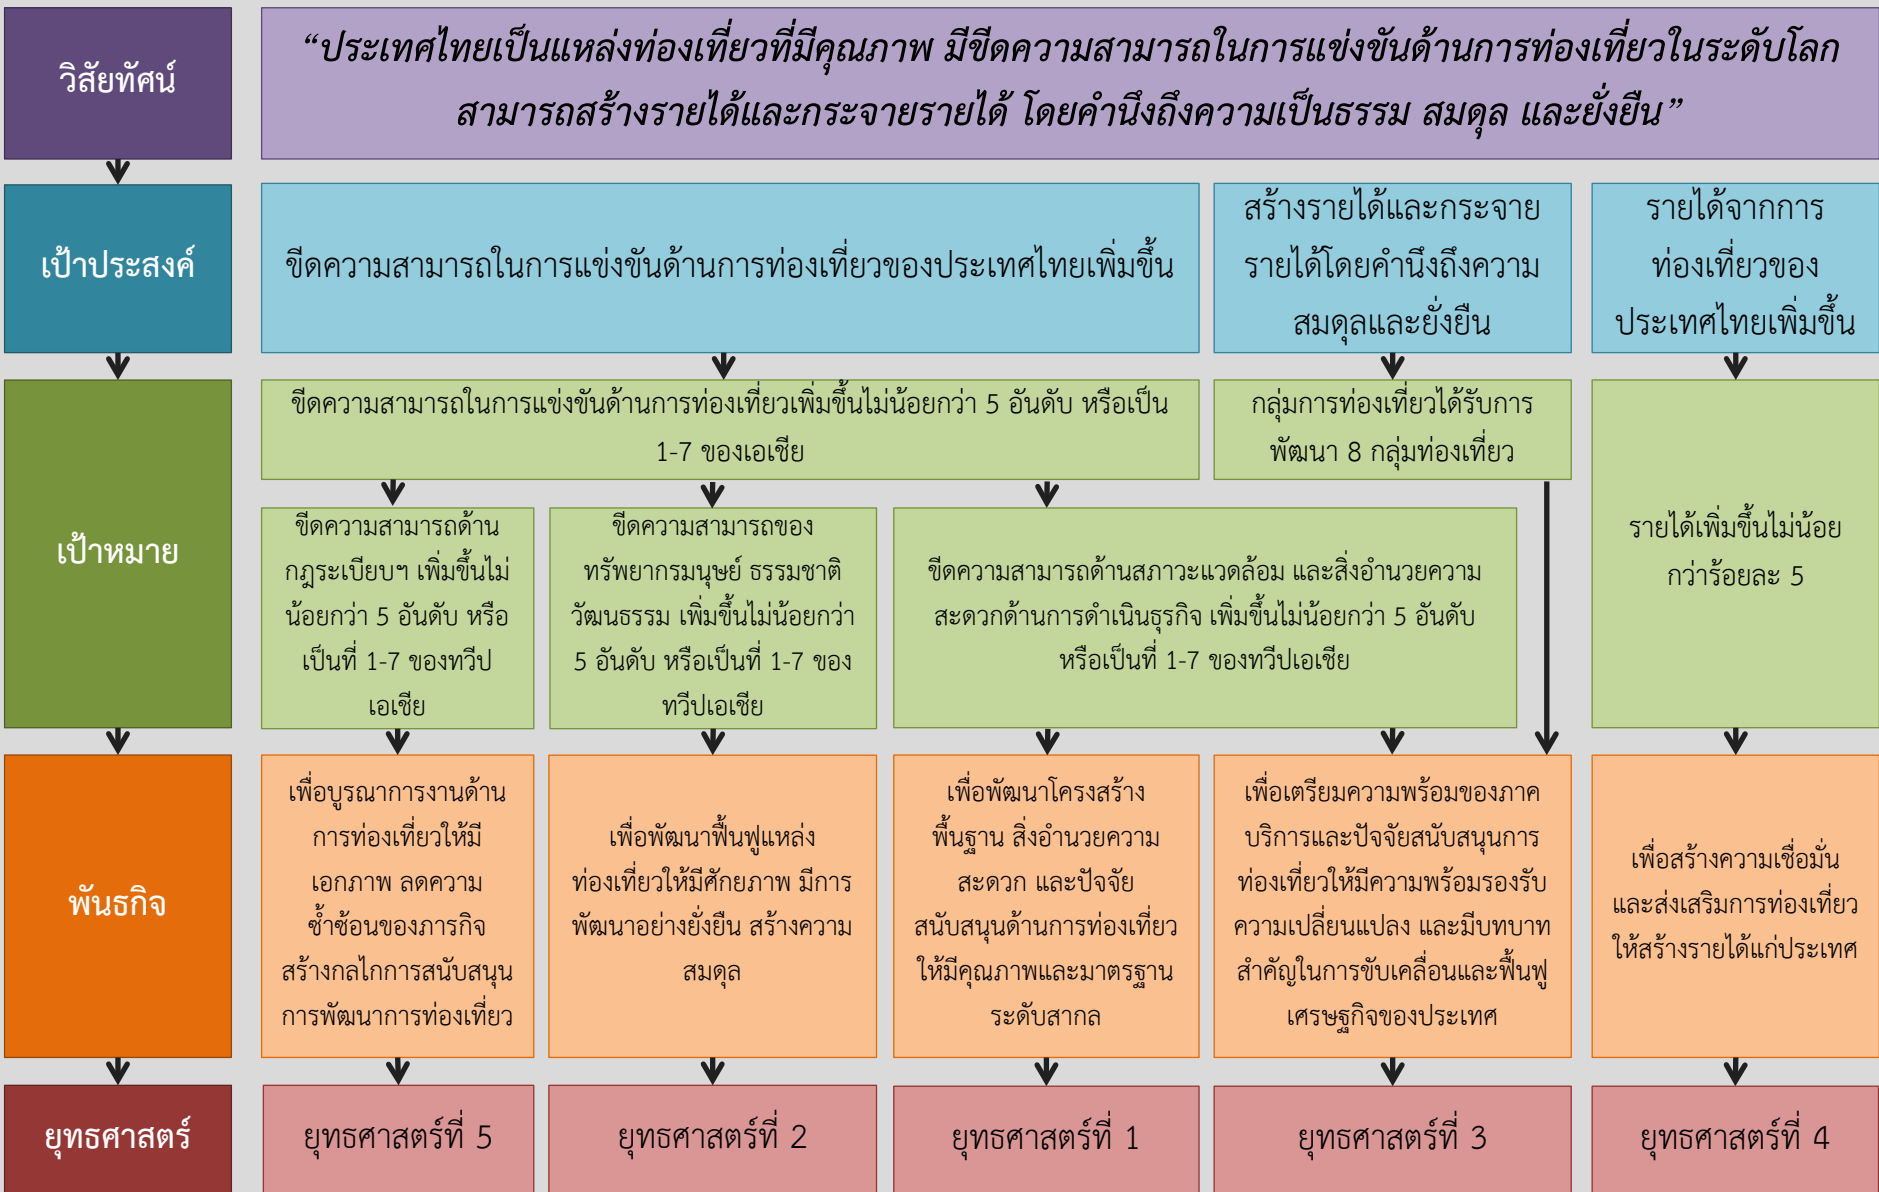 วิสัยทัศน์
“ประเทศไทยเป็นแหล่งท่องเที่ยวที่มีคุณภาพ มีขีดความสามารถในการแข่งขันด้านการท่องเที่ยวในระดับโลก
สามารถสร้างรายได้และกระจายรายได้ โดยคำนึงถึงความเป็นธรรม สมดุล และยั่งยืน”
เป้าประสงค์
ขีดความสามารถในการแข่งขันด้านการท่องเที่ยวของประเทศไทยเพิ่มขึ้น
สร้างรายได้และกระจาย
รายได้โดยคำนึงถึงความ
สมดุลและยั่งยืน
รายได้จากการ
ท่องเที่ยวของ
ประเทศไทยเพิ่มขึ้น
เป้าหมาย
ขีดความสามารถในการแข่งขันด้านการท่องเที่ยวเพิ่มขึ้นไม่น้อยกว่า 5 อันดับ หรือเป็น
1-7 ของเอเชีย
กลุ่มการท่องเที่ยวได้รับการ
พัฒนา 8 กลุ่มท่องเที่ยว
ขีดความสามารถด้าน
กฎระเบียบฯ เพิ่มขึ้นไม่
น้อยกว่า 5 อันดับ หรือ
เป็นที่ 1-7 ของทวีป
เอเชีย
ขีดความสามารถของ
ทรัพยากรมนุษย์ ธรรมชาติ
วัฒนธรรม เพิ่มขึ้นไม่น้อยกว่า
5 อันดับ หรือเป็นที่ 1-7 ของ
ทวีปเอเชีย
ขีดความสามารถด้านสภาวะแวดล้อม และสิ่งอำนวยความ
สะดวกด้านการดำเนินธุรกิจ เพิ่มขึ้นไม่น้อยกว่า 5 อันดับ
หรือเป็นที่ 1-7 ของทวีปเอเชีย
รายได้เพิ่มขึ้นไม่น้อย
กว่าร้อยละ 5
พันธกิจ
เพื่อบูรณาการงานด้าน
การท่องเที่ยวให้มี
เอกภาพ ลดความ
ซ้ำซ้อนของภารกิจ
สร้างกลไกการสนับสนุน
การพัฒนาการท่องเที่ยว
เพื่อพัฒนาฟื้นฟูแหล่ง
ท่องเที่ยวให้มีศักยภาพ มีการ
พัฒนาอย่างยั่งยืน สร้างความ
สมดุล
เพื่อพัฒนาโครงสร้าง
พื้นฐาน สิ่งอำนวยความ
สะดวก และปัจจัย
สนับสนุนด้านการท่องเที่ยว
ให้มีคุณภาพและมาตรฐาน
ระดับสากล
เพื่อเตรียมความพร้อมของภาค
บริการและปัจจัยสนับสนุนการ
ท่องเที่ยวให้มีความพร้อมรองรับ
ความเปลี่ยนแปลง และมีบทบาท
สำคัญในการขับเคลื่อนและฟื้นฟู
เศรษฐกิจของประเทศ
เพื่อสร้างความเชื่อมั่น
และส่งเสริมการท่องเที่ยว
ให้สร้างรายได้แก่ประเทศ
ยุทธศาสตร์
ยุทธศาสตร์ที่ 5
ยุทธศาสตร์ที่ 2
ยุทธศาสตร์ที่ 1
ยุทธศาสตร์ที่ 3
ยุทธศาสตร์ที่ 4